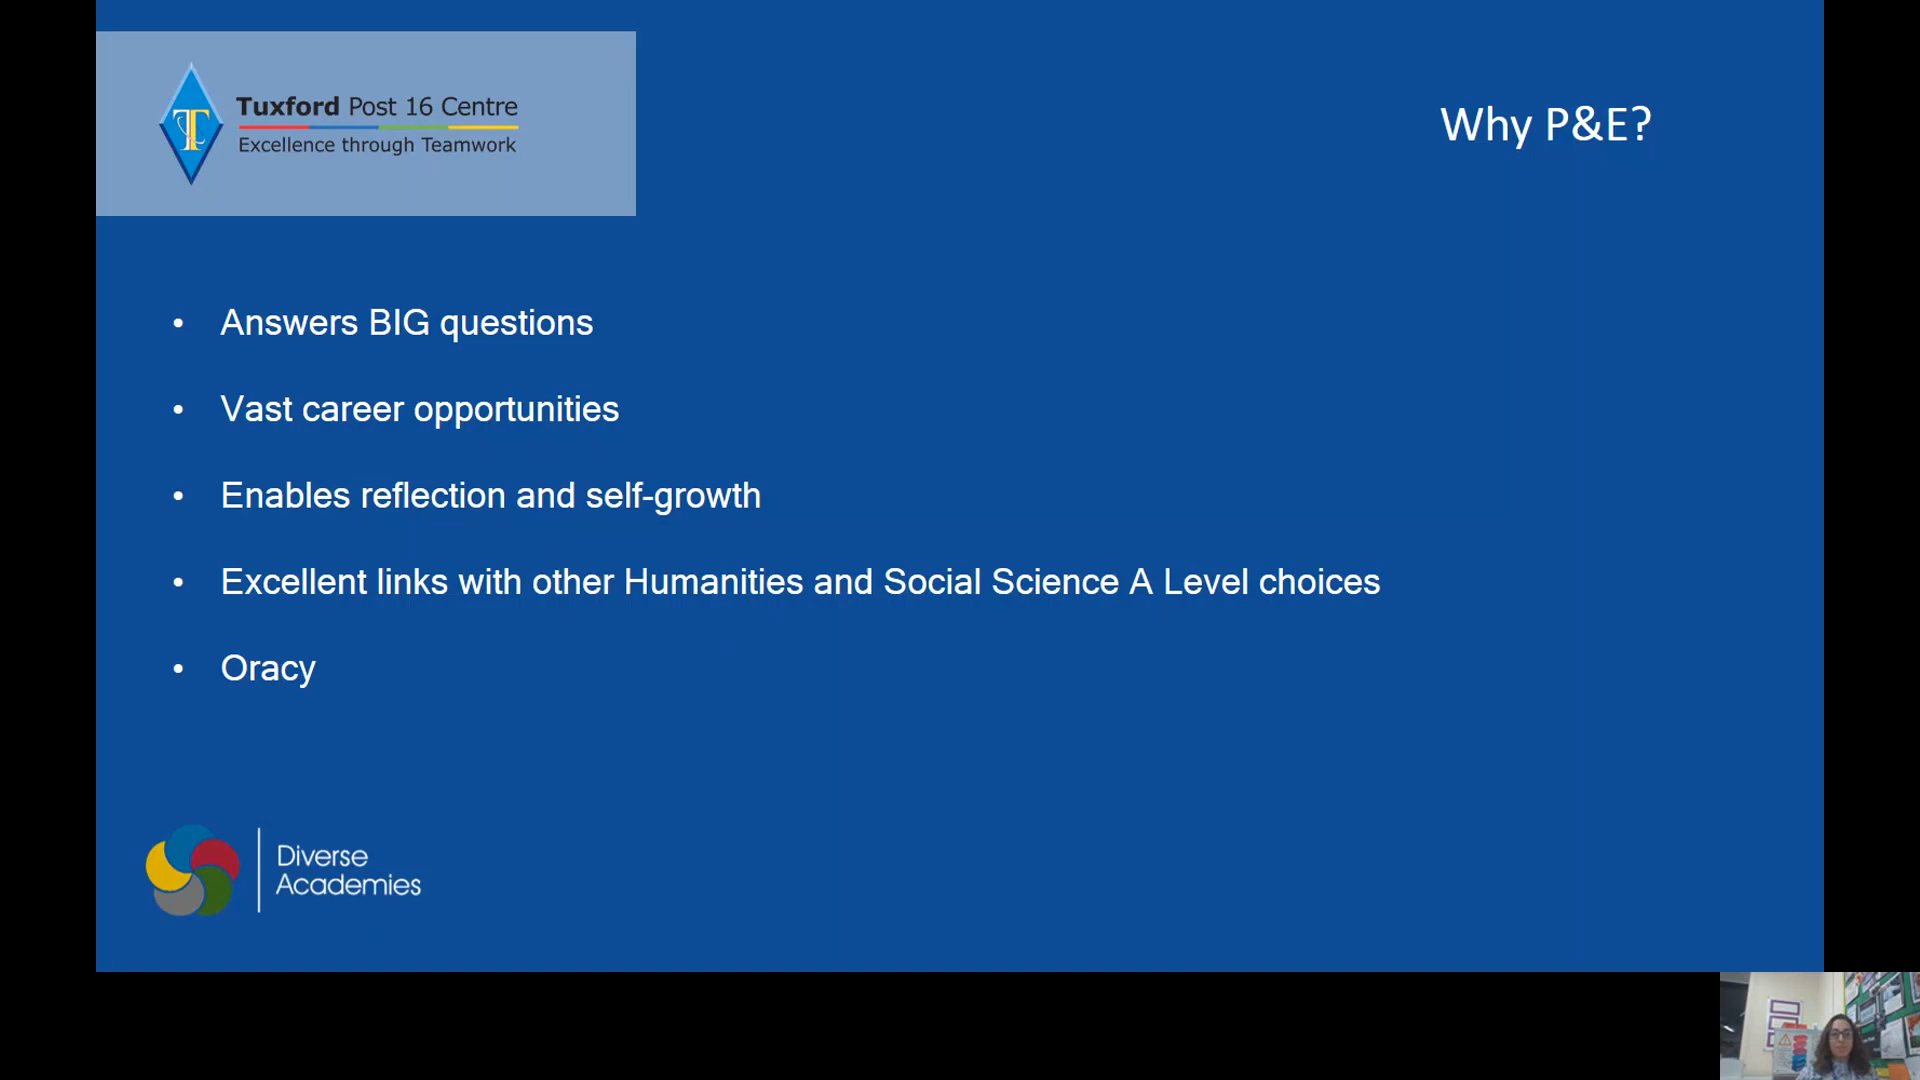 Tuxford Post 16 Centre
Excellence through Teamwork
Why P&E?
• Answers BIG questions
• Vast career opportunities
• Enables reflection and self-growth
• Excellent links with other Humanities and Social Science A Level choices
• Oracy
Diverse
Academies